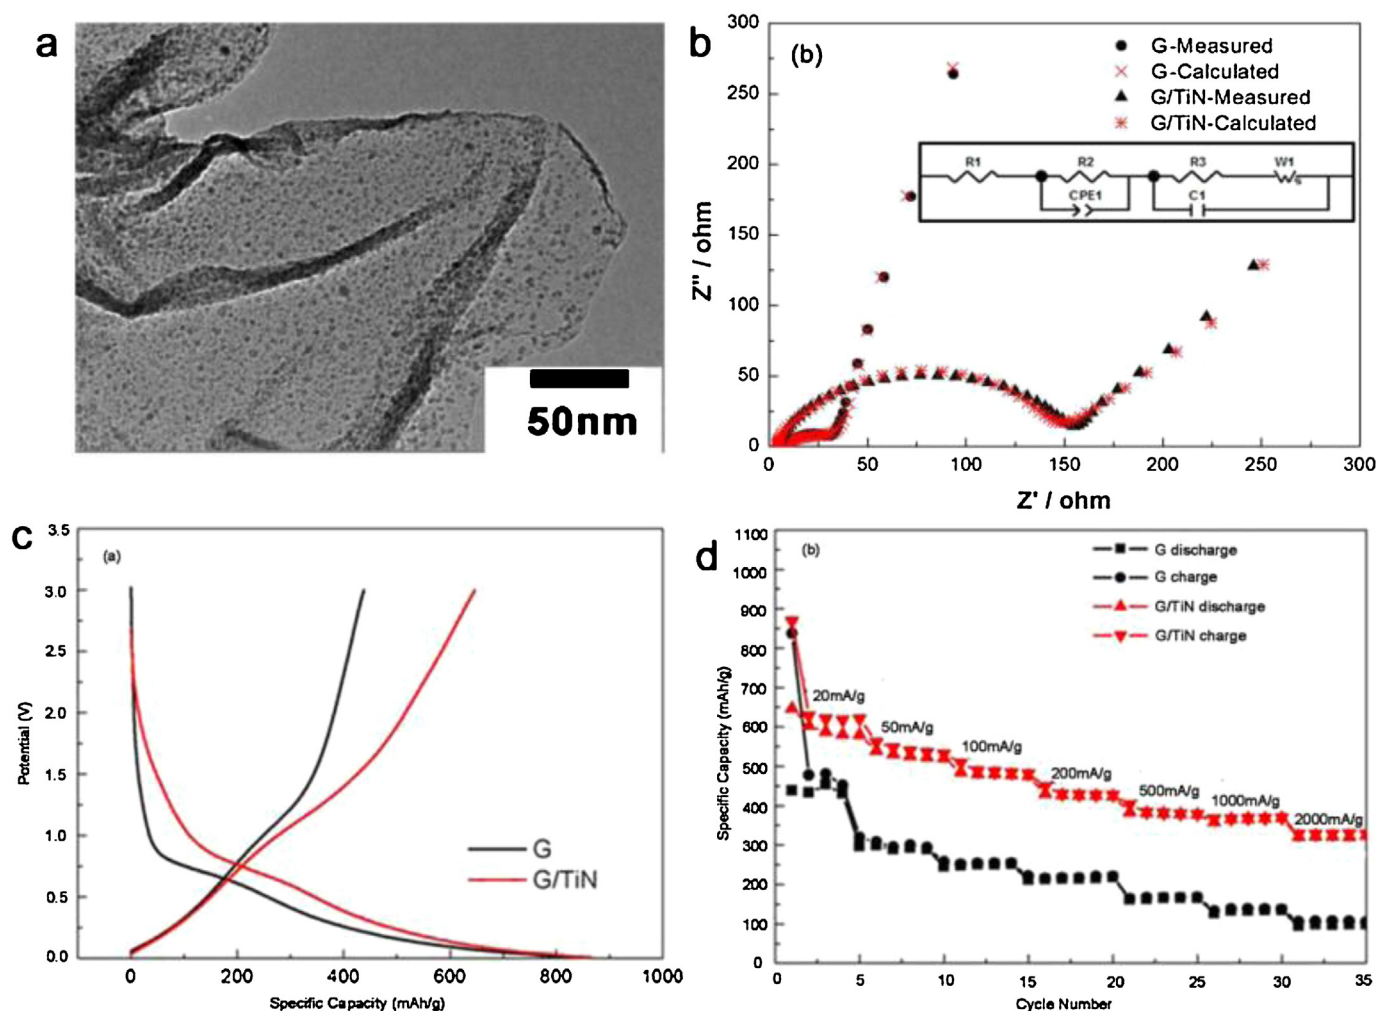 a
50nm
b
(b)
G-Measured
G-Calculated
G/TiN-Measured
G/TiN-Calculated
R1 R2 R3 W1
CPE1 C1
300
250
200
150
100
50
0
Z'' / ohm
0 50 100 150 200 250 300
Z' / ohm
c
(a)
3.5
3.0
2.5
2.0
1.5
1.0
0.5
0.0
Potential (V)
G
G/TiN
0 200 400 600 800 1000
Specific Capacity (mAh/g)
d
(b)
1100
1000
900
800
700
600
500
400
300
200
100
0
Specific Capacity (mAh/g)
G discharge
G charge
G/TiN discharge
G/TiN charge
20mA/g
50mA/g
100mA/g
200mA/g
500mA/g
1000mA/g
2000mA/g
0 5 10 15 20 25 30 35
Cycle Number